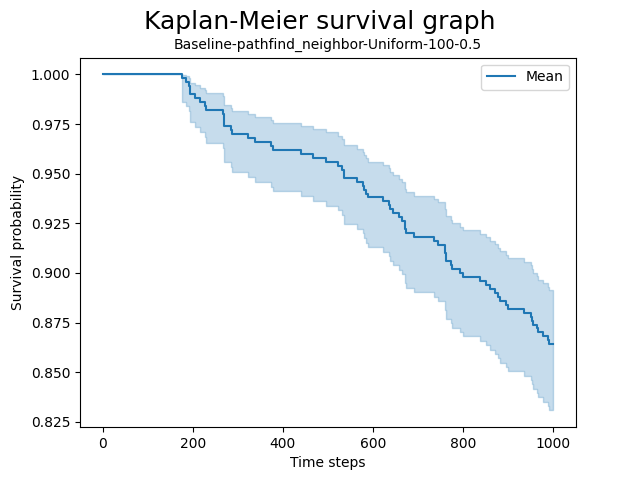 Kaplan-Meier survival graph
Baseline-pathfind_neighbor-Uniform-100-0.5
Mean
1.000
0.975
0.950
0.925
0.900
0.875
0.850
0.825
Survival probability
0 200 400 600 800 1000
Time steps